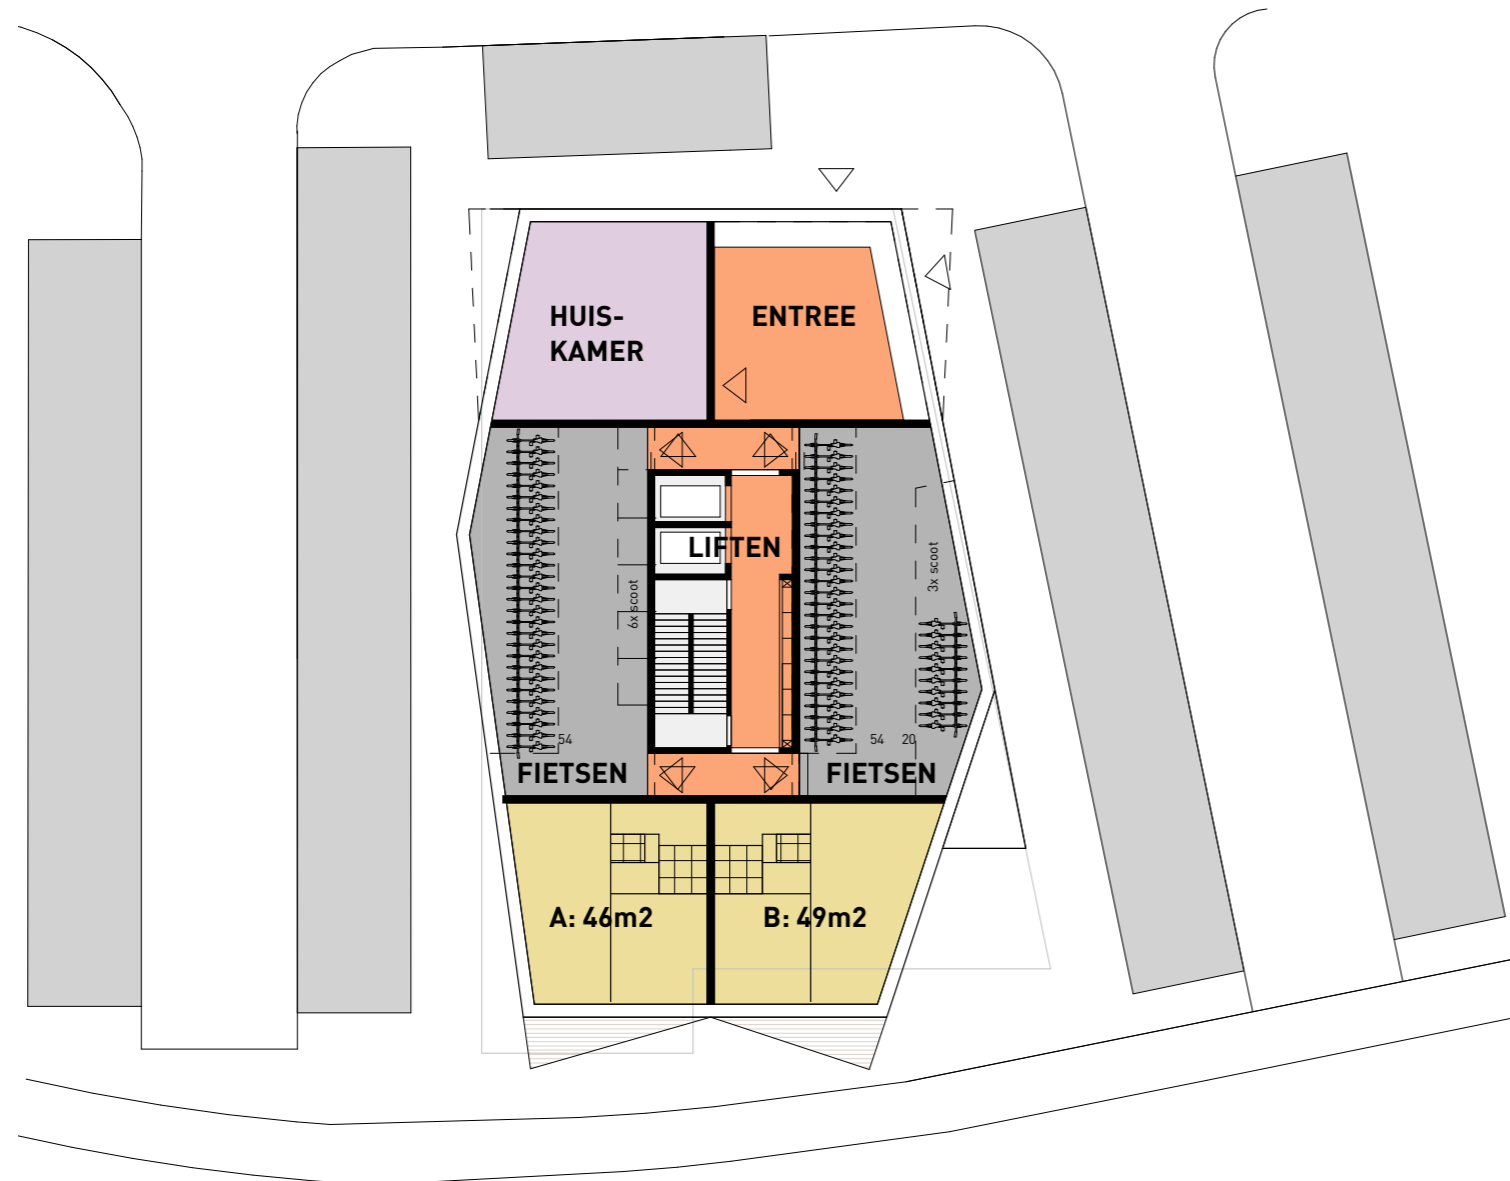 HUIS-
KAMER
ENTREE
LIFTEN
3x scoot
6x scoot
54
54
20
FIETSEN
FIETSEN
A: 46m2
B: 49m2